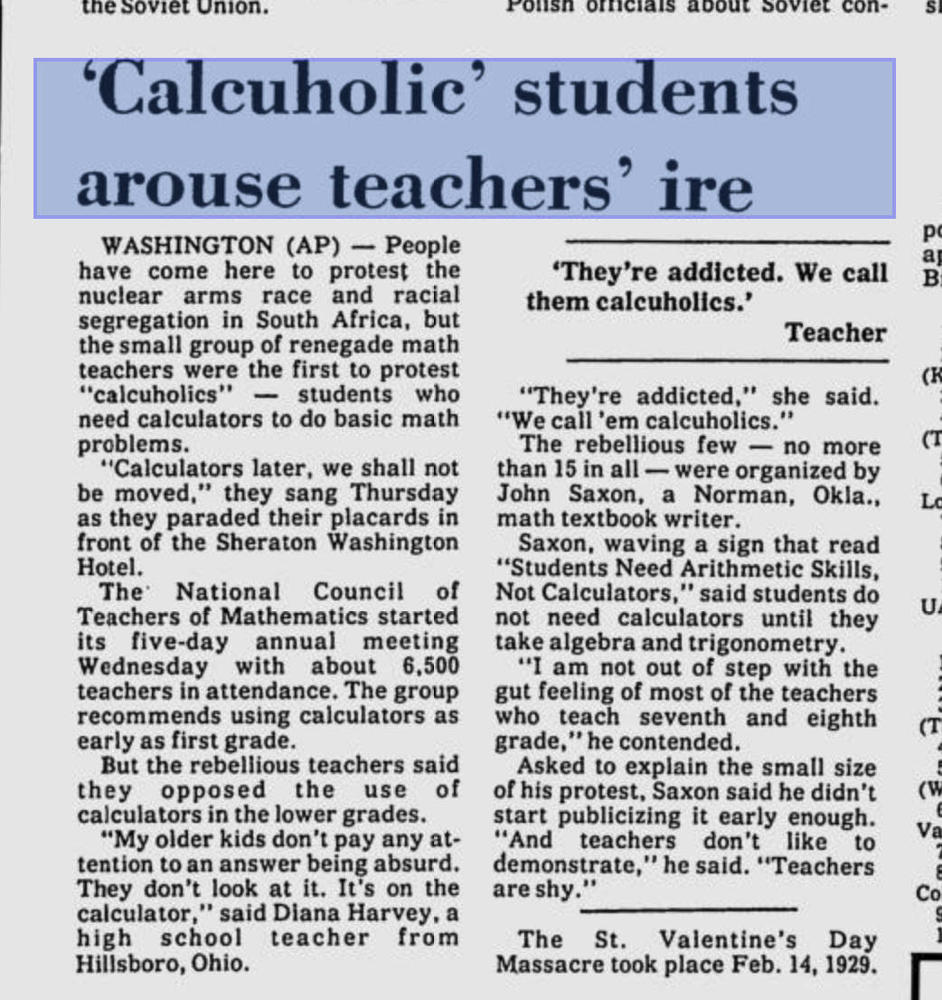 the Soviet Union.
Polish officials about Soviet con-
'Calcuholic' students
arouse teachers' ire
WASHINGTON (AP) — People
have come here to protest the
nuclear arms race and racial
segregation in South Africa, but
the small group of renegade math
teachers were the first to protest
"calcuholics" — students who
need calculators to do basic math
problems.
"Calculators later, we shall not
be moved," they sang Thursday
as they paraded their placards in
front of the Sheraton Washington
Hotel.
The National Council of
Teachers of Mathematics started
its five-day annual meeting
Wednesday with about 6,500
teachers in attendance. The group
recommends using calculators as
early as first grade.
But the rebellious teachers said
they opposed the use of
calculators in the lower grades.
"My older kids don't pay any at-
tention to an answer being absurd.
They don't look at it. It's on the
calculator," said Diana Harvey, a
high school teacher from
Hillsboro, Ohio.
'They're addicted. We call
them calcuholics.'
Teacher
"They're addicted," she said.
"We call 'em calcuholics."
The rebellious few — no more
than 15 in all — were organized by
John Saxon, a Norman, Okla.,
math textbook writer.
Saxon, waving a sign that read
"Students Need Arithmetic Skills,
Not Calculators," said students do
not need calculators until they
take algebra and trigonometry.
"I am not out of step with the
gut feeling of most of the teachers
who teach seventh and eighth
grade," he contended.
Asked to explain the small size
of his protest, Saxon said he didn't
start publicizing it early enough.
"And teachers don't like to
demonstrate," he said. "Teachers
are shy."
The St. Valentine's Day
Massacre took place Feb. 14, 1929.